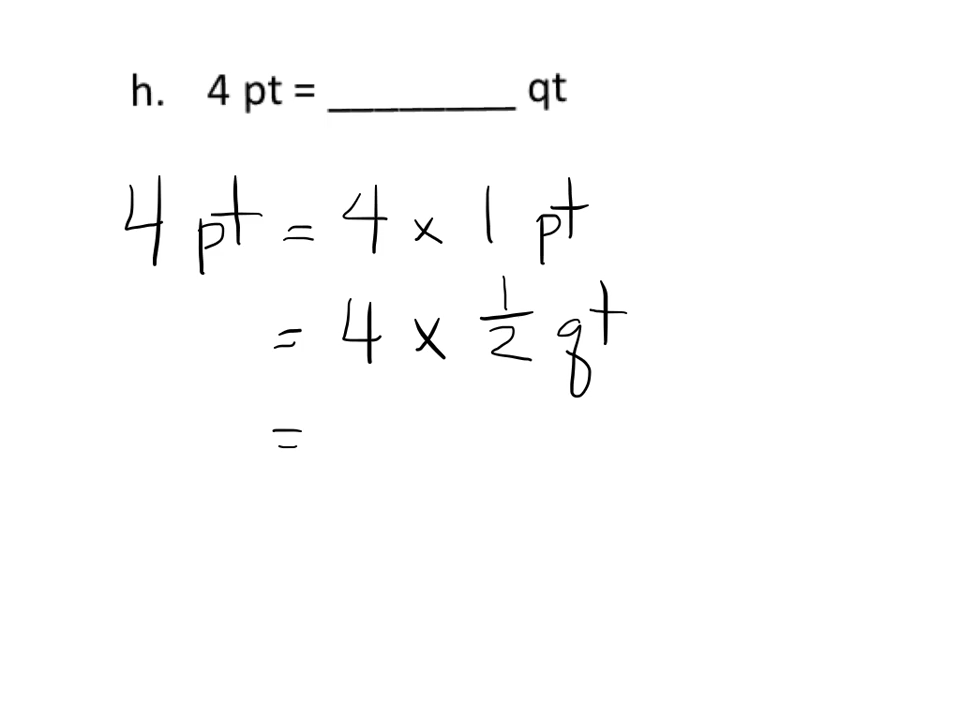 h. 4 pt = ________ qt
4 pt = 4 × 1 pt
= 4 × 1/2 qt
=